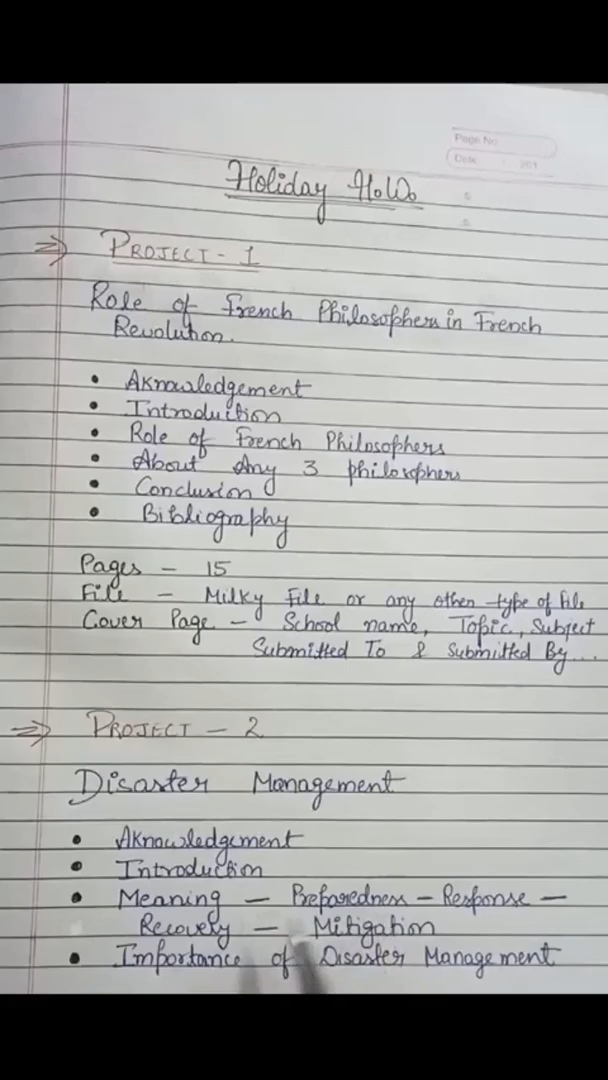 Page No.
Date 201
Holiday H.W.
⇒ PROJECT - 1
Role of French Philosophers in French
Revolution.
• Aknowledgement
• Introduction
• Role of French Philosophers
• About Any 3 philosphers
• Conclusion
• Bibliography
Pages - 15
File - Milky File or any other type of File
Cover Page - School name, Topic, Subject
Submitted To & Submitted By...
⇒ PROJECT - 2
Disaster Management
• Aknowledgement
• Introduction
• Meaning - Preparedness - Response -
Recovery - Mitigation
• Importance of Disaster Management